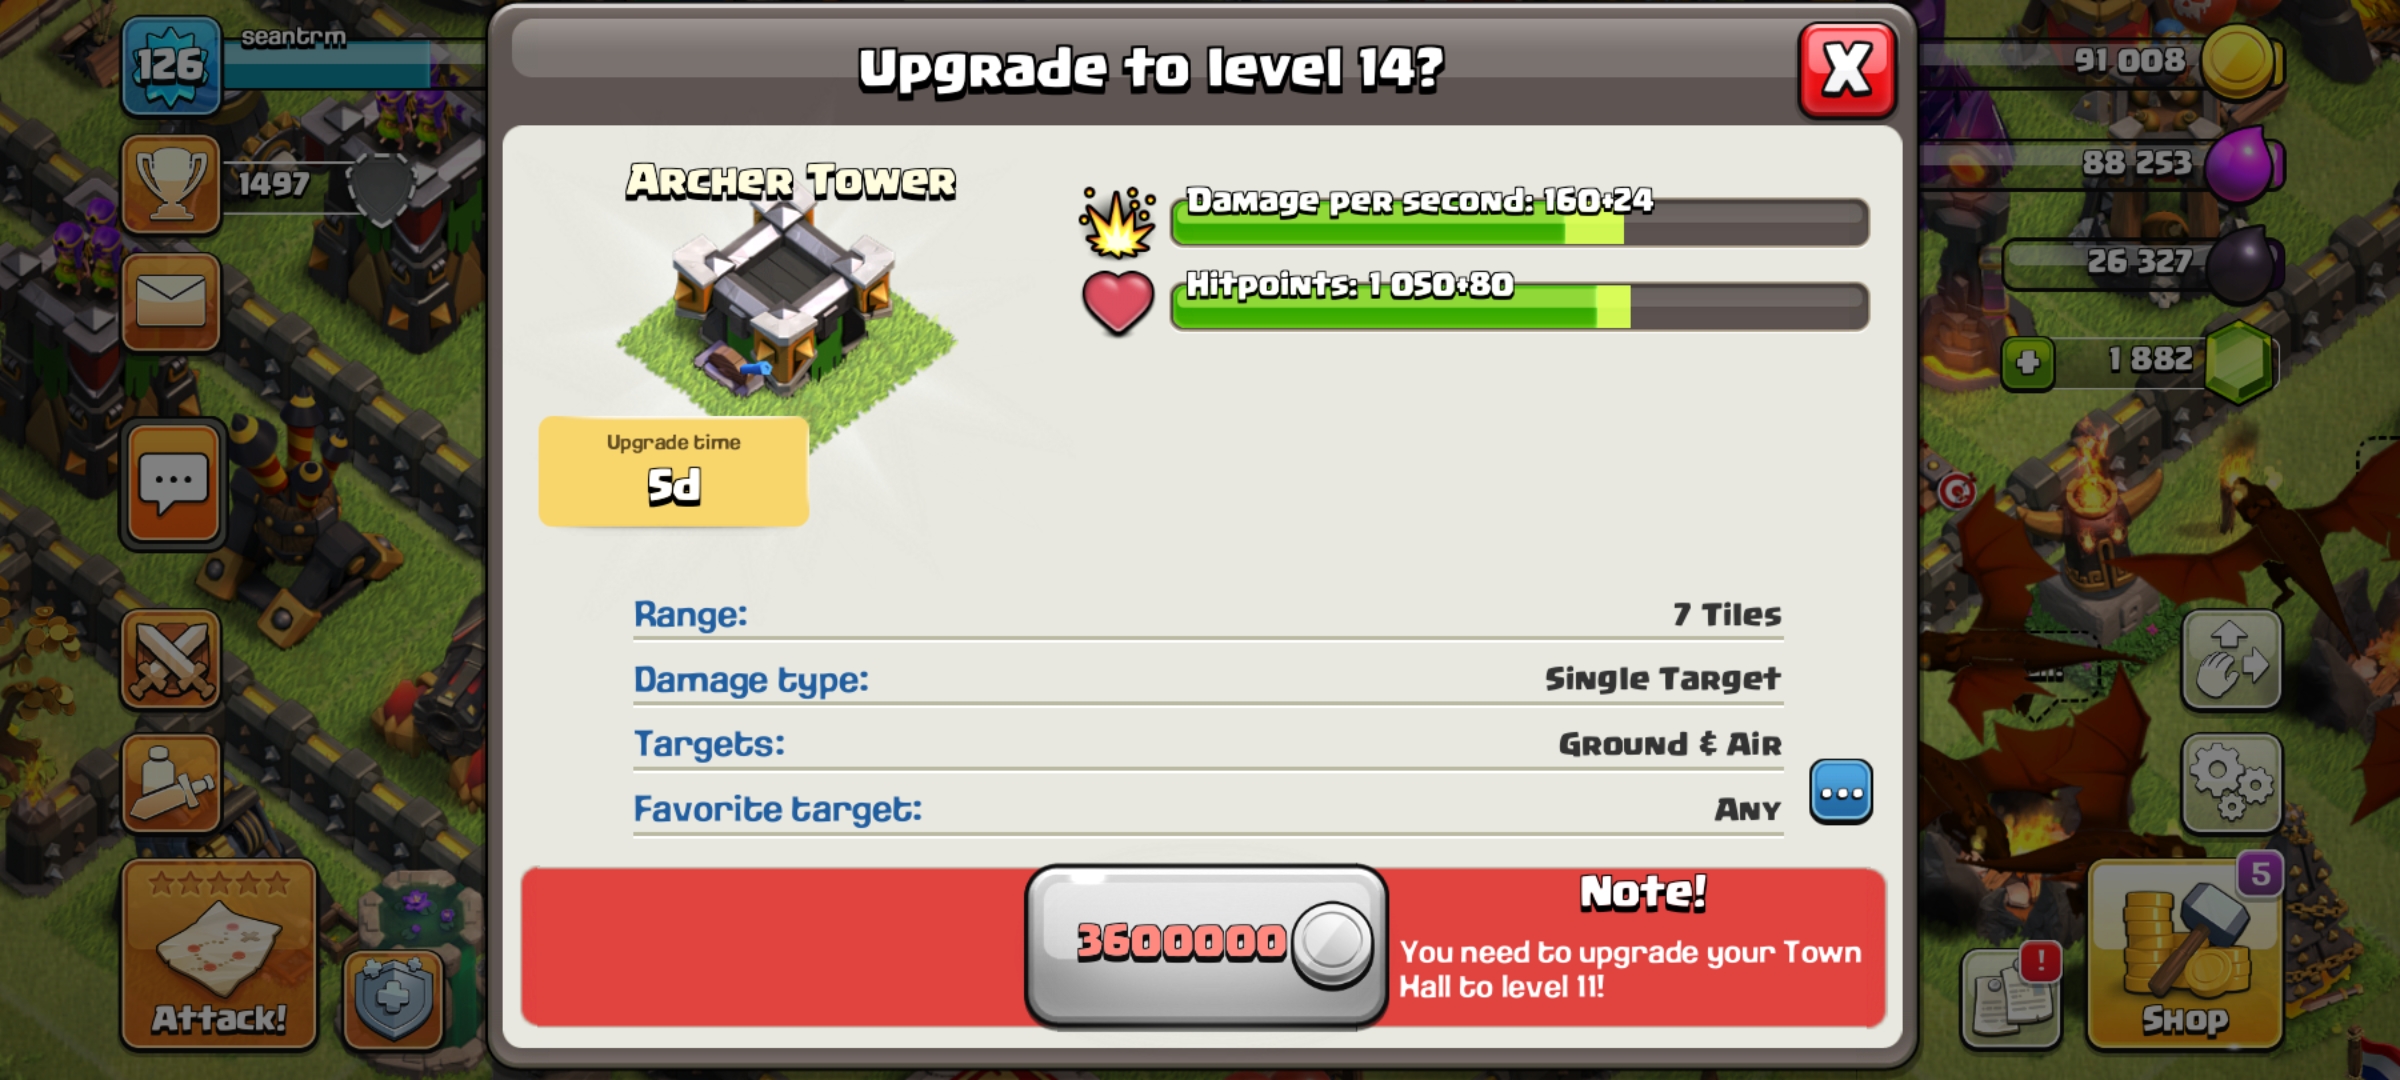 126
seantrm
1497
Attack!
Upgrade to level 14?
X
Archer Tower
Upgrade time
5d
Damage per second: 160+24
Hitpoints: 1 050+80
Range: 7 Tiles
Damage type: Single Target
Targets: Ground & Air
Favorite target: Any
3600000
Note!
You need to upgrade your Town
Hall to level 11!
91 008
88 253
26 327
1 882
5
!
Shop